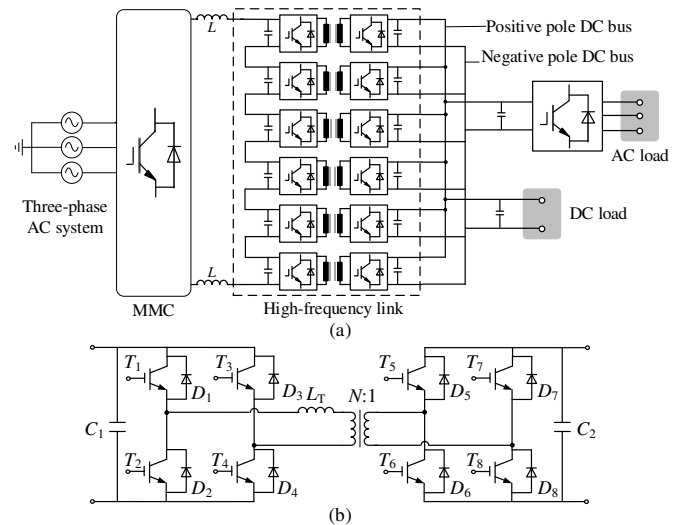 L
Positive pole DC bus
Negative pole DC bus
AC load
Three-phase
AC system
DC load
L
MMC
High-frequency link
(a)
T1 T3 T5 T7
D1 D3 LT N:1 D5 D7
C1 C2
T2 T4 T6 T8
D2 D4 D6 D8
(b)